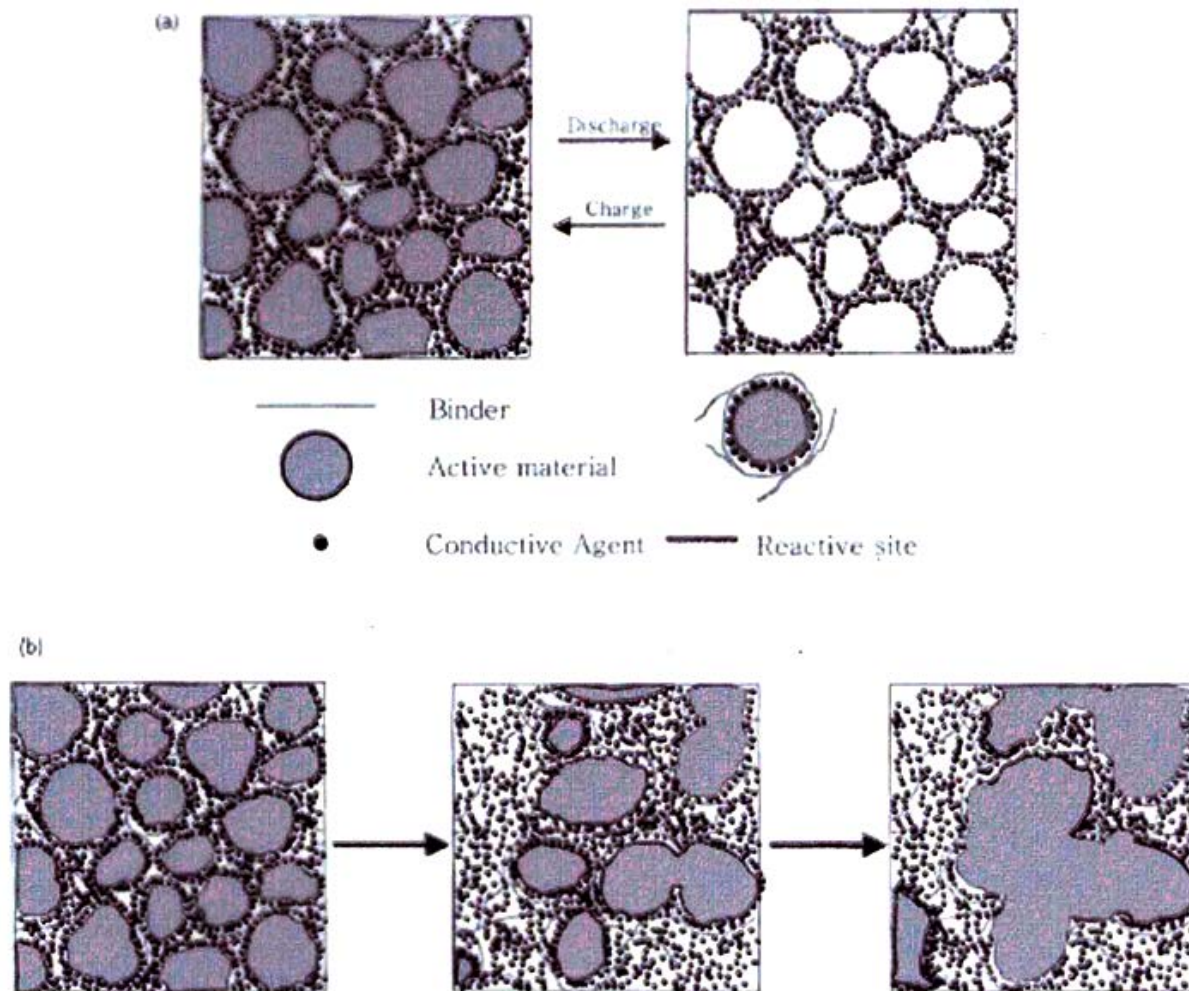 (a)
Discharge
Charge
Binder
Active material
Conductive Agent
Reactive site
(b)